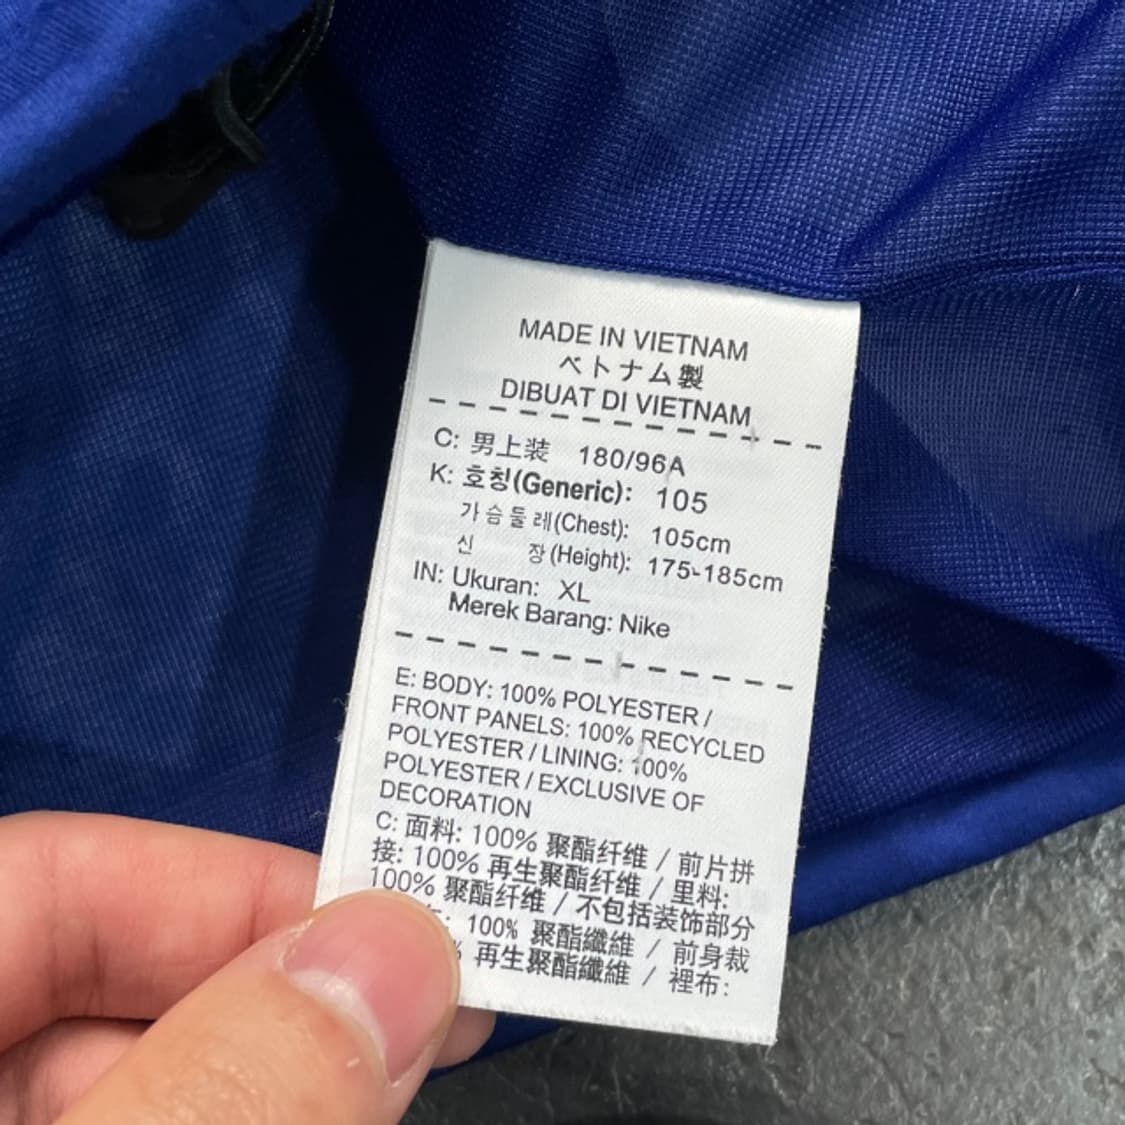 MADE IN VIETNAM
ベトナム製
DIBUAT DI VIETNAM
C: 男上装 180/96A
K: 호칭(Generic): 105
가슴둘레(Chest): 105cm
신 장(Height): 175-185cm
IN: Ukuran: XL
Merek Barang: Nike
E: BODY: 100% POLYESTER /
FRONT PANELS: 100% RECYCLED
POLYESTER / LINING: 100%
POLYESTER / EXCLUSIVE OF
DECORATION
C: 面料: 100% 聚酯纤维 / 前片拼
接: 100% 再生聚酯纤维 / 里料:
100% 聚酯纤维 / 不包括装饰部分
: 100% 聚酯纖維 / 前身裁
% 再生聚酯纖維 / 裡布: